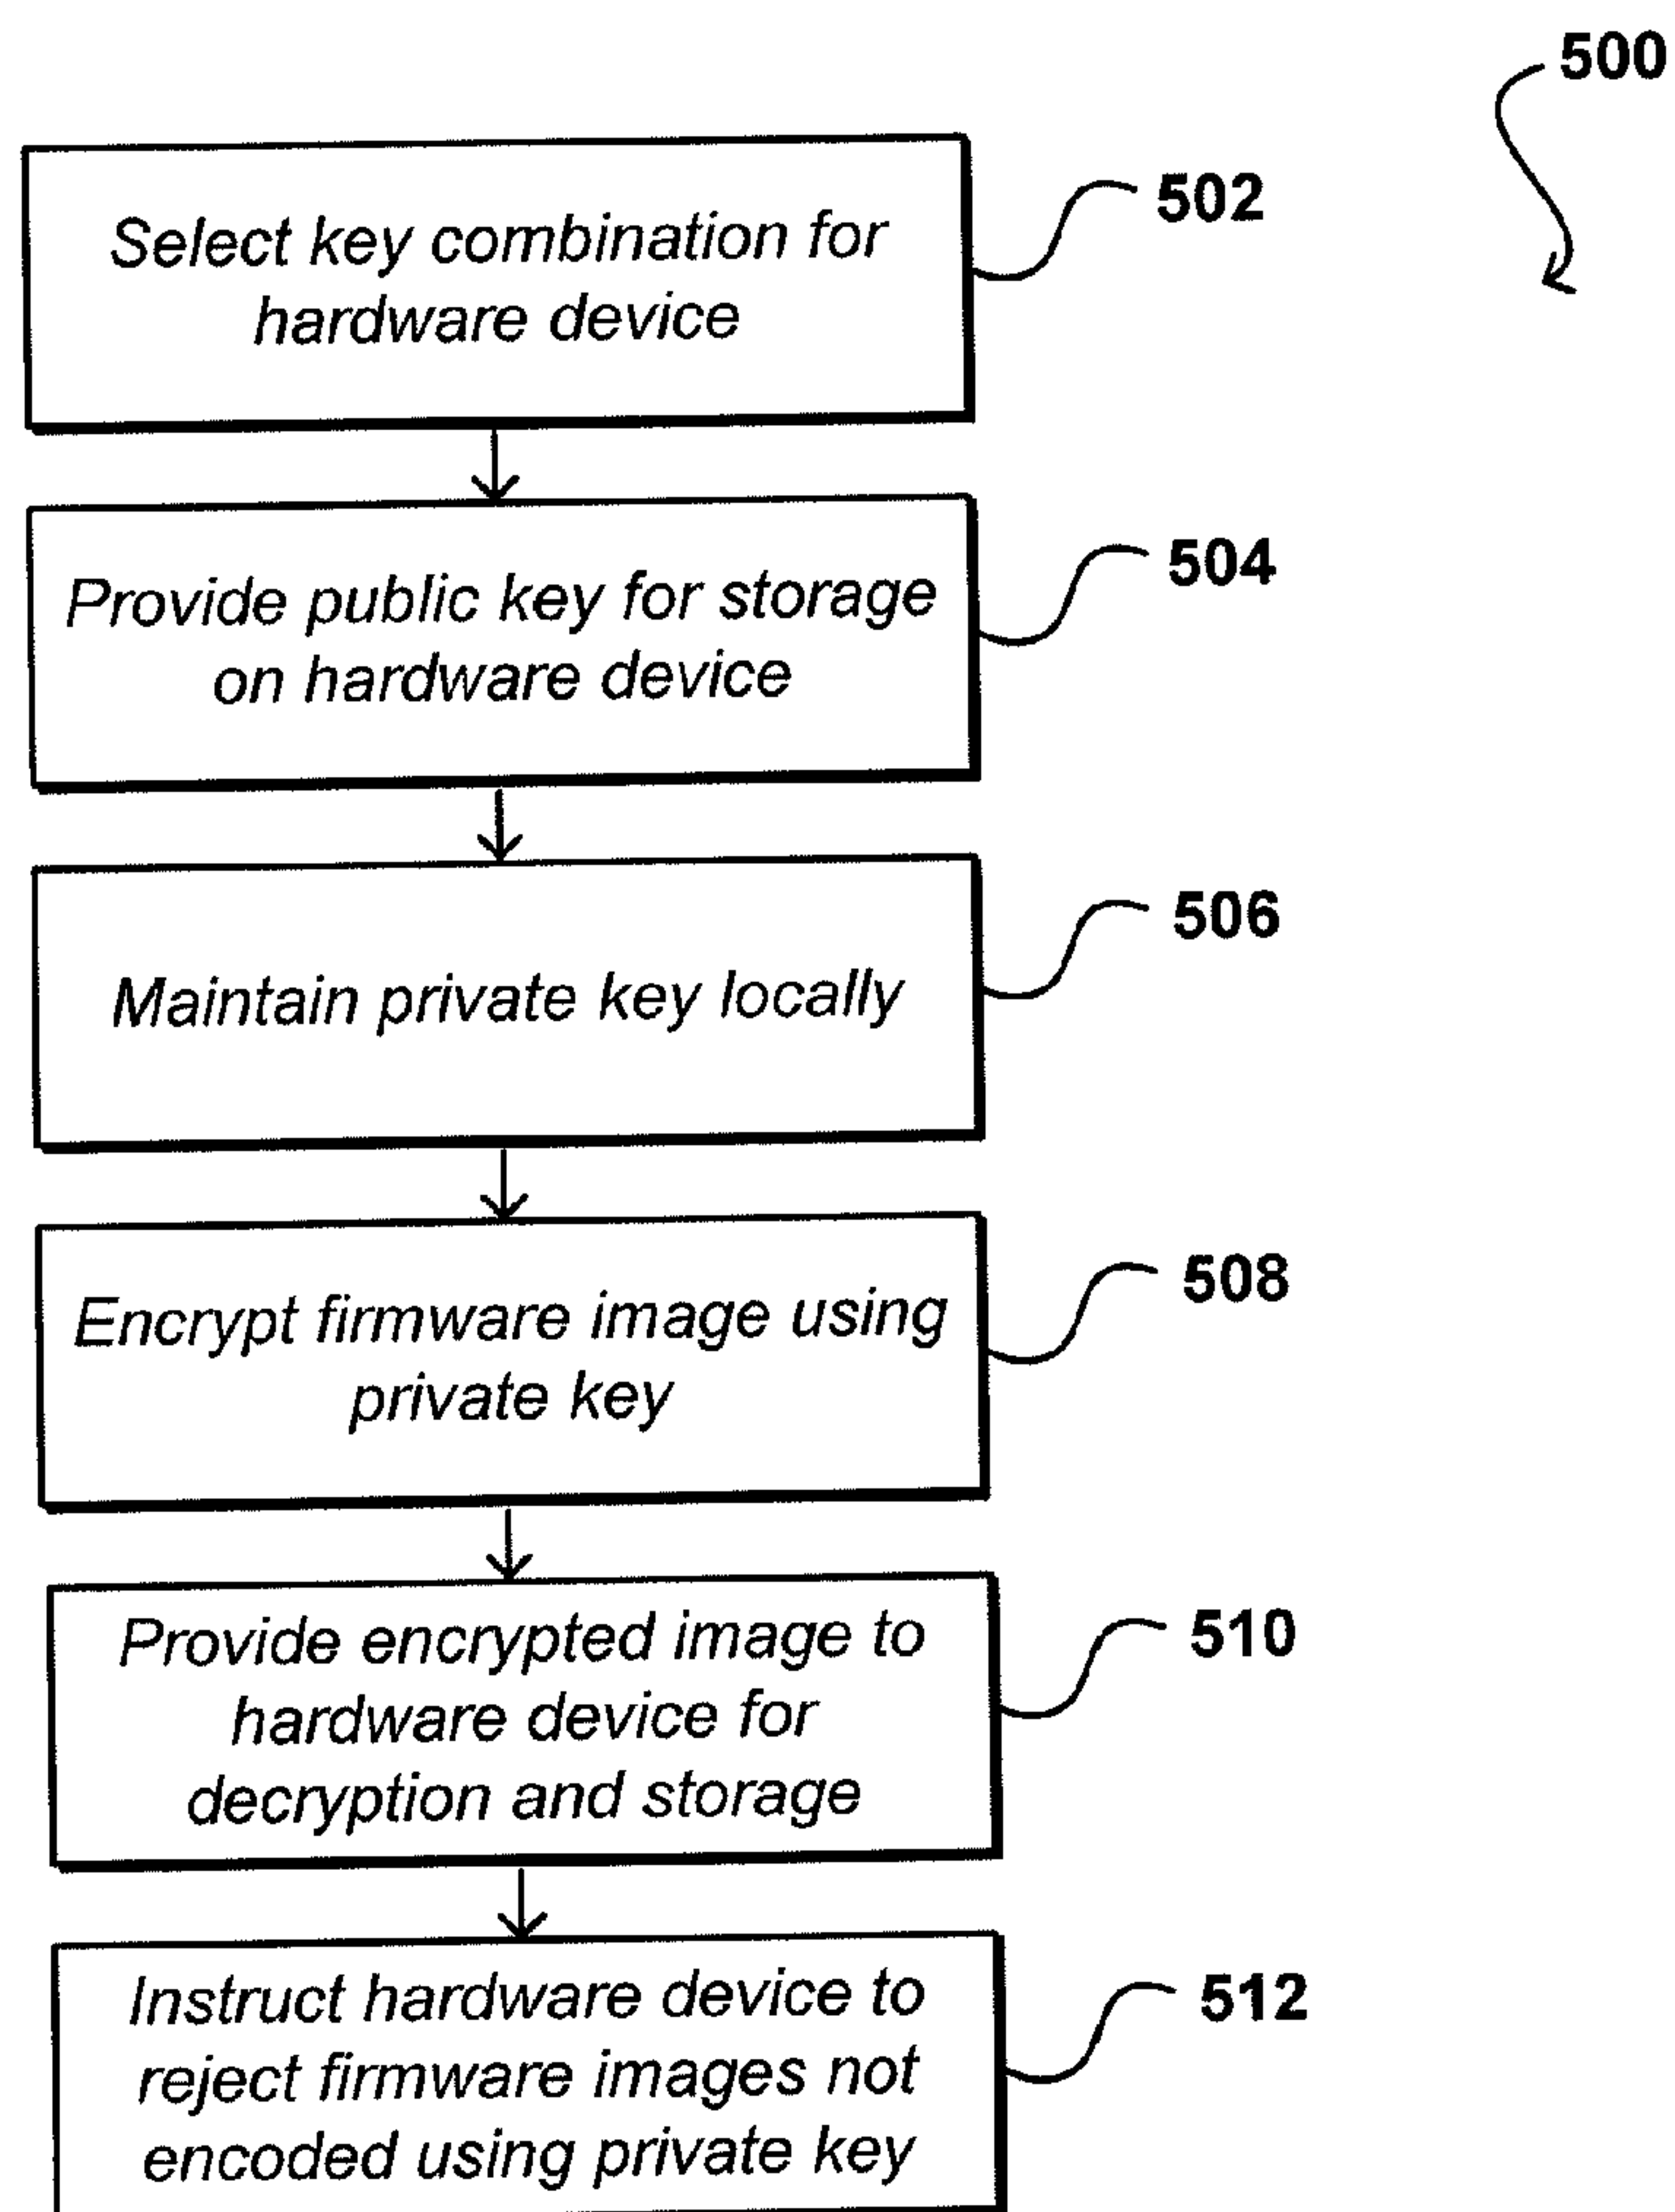 500
Select key combination for
hardware device
502
Provide public key for storage
on hardware device
504
Maintain private key locally
506
Encrypt firmware image using
private key
508
Provide encrypted image to
hardware device for
decryption and storage
510
Instruct hardware device to
reject firmware images not
encoded using private key
512